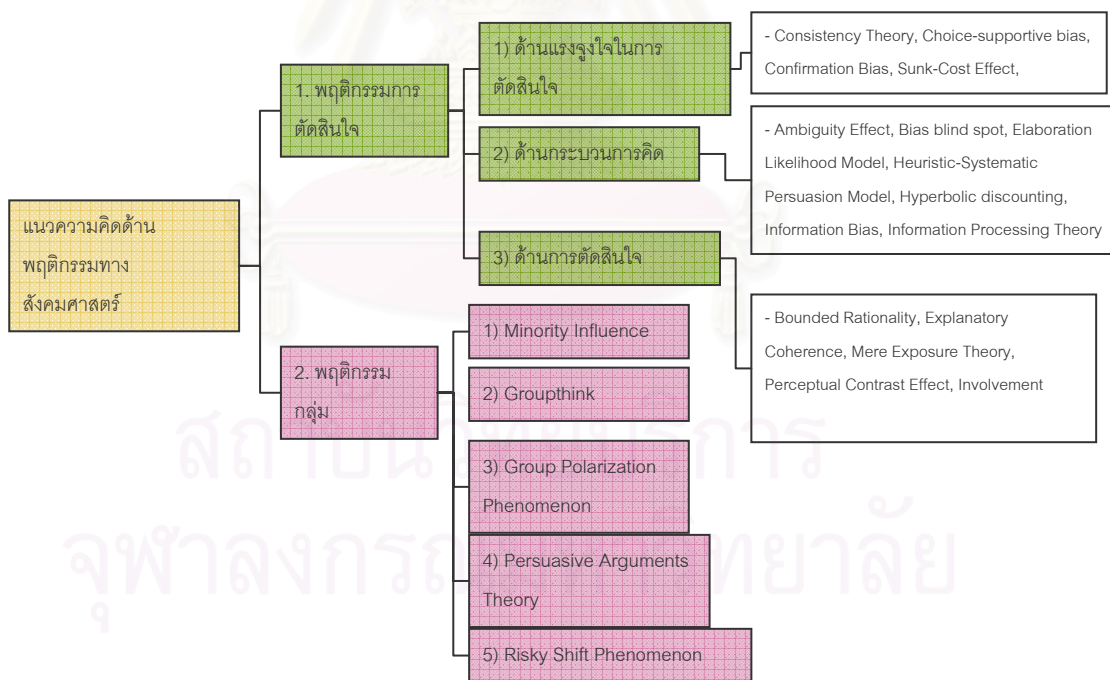 แนวความคิดด้าน
พฤติกรรมทาง
สังคมศาสตร์
1. พฤติกรรมการ
ตัดสินใจ
1) ด้านแรงจูงใจในการ
ตัดสินใจ
- Consistency Theory, Choice-supportive bias,
Confirmation Bias, Sunk-Cost Effect,
2) ด้านกระบวนการคิด
- Ambiguity Effect, Bias blind spot, Elaboration
Likelihood Model, Heuristic-Systematic
Persuasion Model, Hyperbolic discounting,
Information Bias, Information Processing Theory
3) ด้านการตัดสินใจ
- Bounded Rationality, Explanatory
Coherence, Mere Exposure Theory,
Perceptual Contrast Effect, Involvement
2. พฤติกรรม
กลุ่ม
1) Minority Influence
2) Groupthink
3) Group Polarization
Phenomenon
4) Persuasive Arguments
Theory
5) Risky Shift Phenomenon